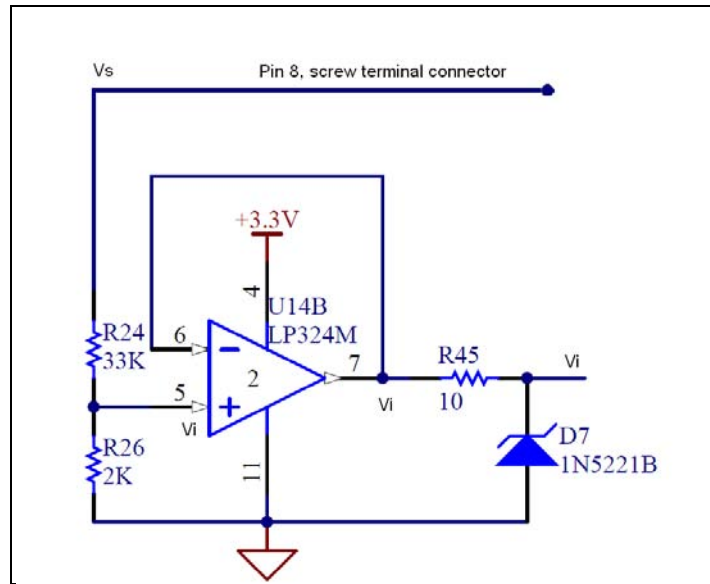 Vs
Pin 8, screw terminal connector
+3.3V
4
U14B
LP324M
R24
33K
6
7
R45
Vi
2
5
Vi
Vi
10
R26
2K
11
D7
1N5221B